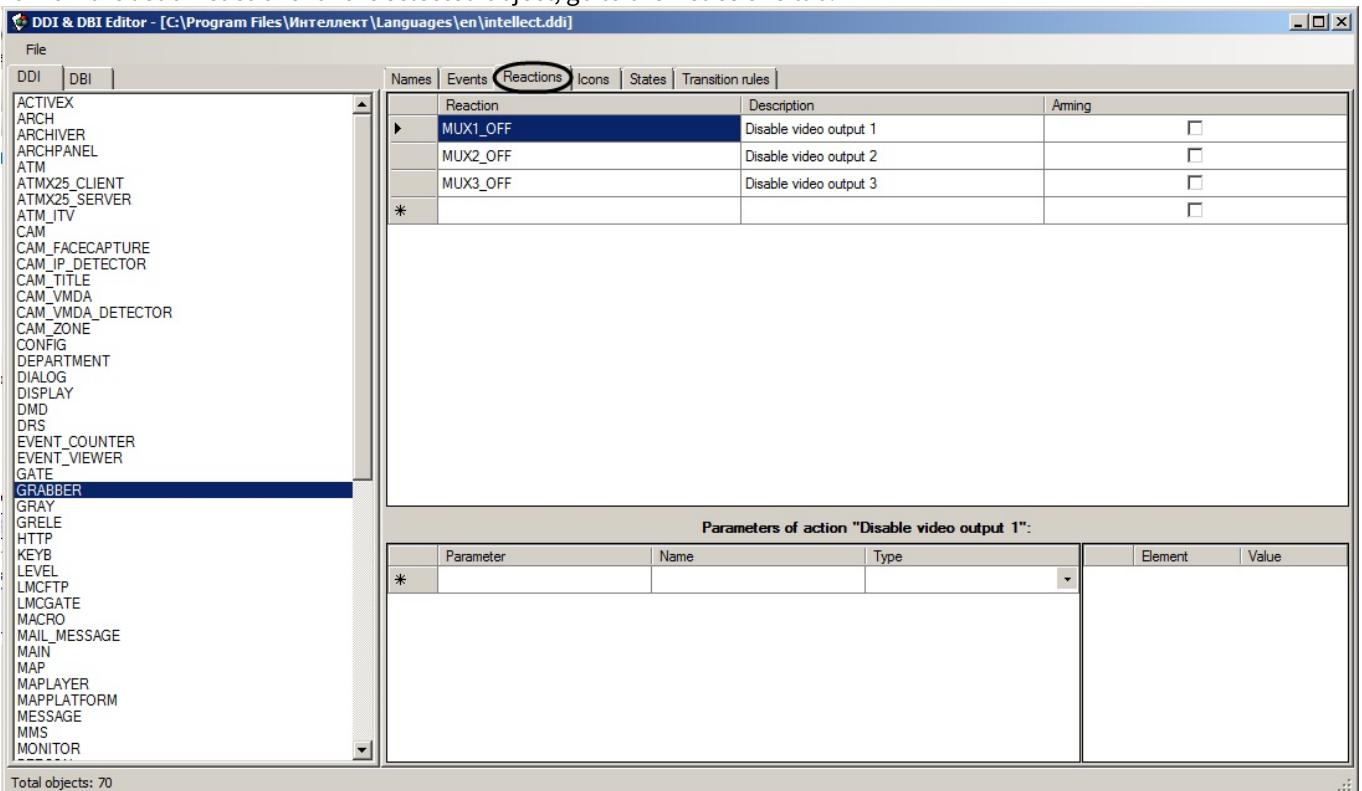 DDI & DBI Editor - [C:\Program Files\Интеллект\Languages\en\intellect.ddi]
File
DDI DBI
Names Events Reactions Icons States Transition rules
ACTIVEX
ARCH
ARCHIVER
ARCHPANEL
ATM
ATMX25_CLIENT
ATMX25_SERVER
ATM_ITV
CAM
CAM_FACECAPTURE
CAM_IP_DETECTOR
CAM_TITLE
CAM_VMDA
CAM_VMDA_DETECTOR
CAM_ZONE
CONFIG
DEPARTMENT
DIALOG
DISPLAY
DMD
DRS
EVENT_COUNTER
EVENT_VIEWER
GATE
GRABBER
GRAY
GRELE
HTTP
KEYB
LEVEL
LMCFTP
LMCGATE
MACRO
MAIL_MESSAGE
MAIN
MAP
MAPLAYER
MAPPLATFORM
MESSAGE
MMS
MONITOR
Reaction Description Arming
MUX1_OFF Disable video output 1
MUX2_OFF Disable video output 2
MUX3_OFF Disable video output 3
*
Parameters of action "Disable video output 1":
Parameter Name Type Element Value
*
Total objects: 70